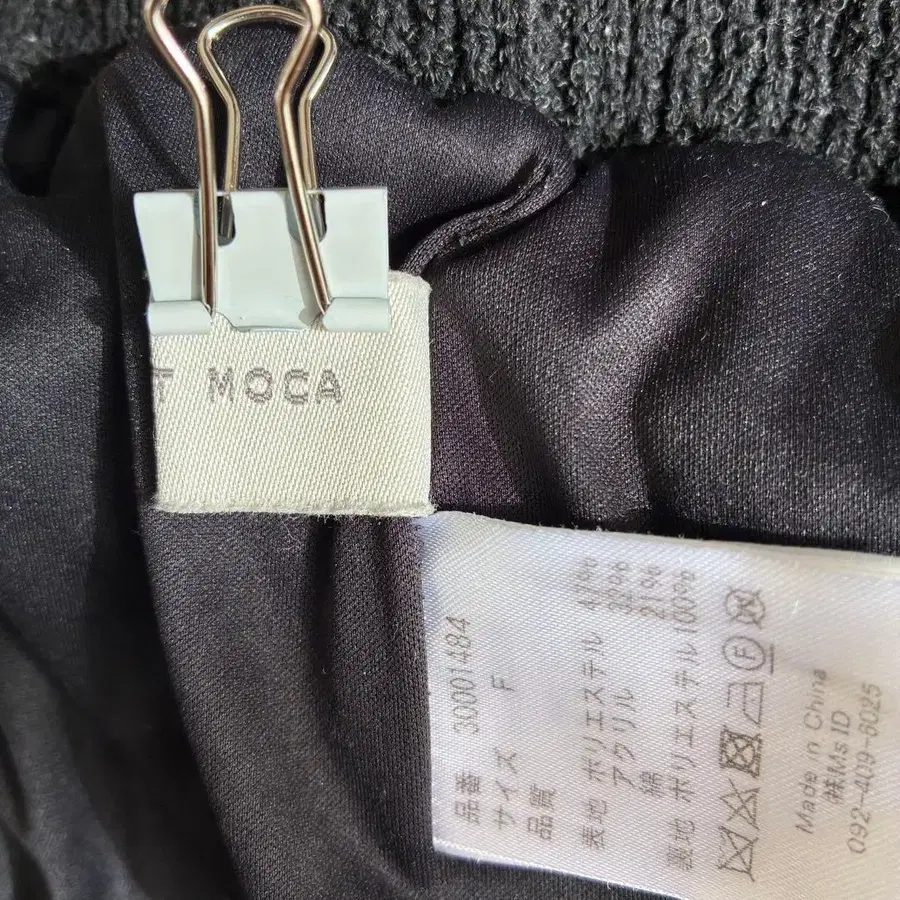 T MOCA
品番 30001484
サイズ F
品質
表地 ポリエステル 47%
アクリル 32%
綿 21%
裏地 ポリエステル 100%
Made in China
㈱Ms ID
092-409-6025